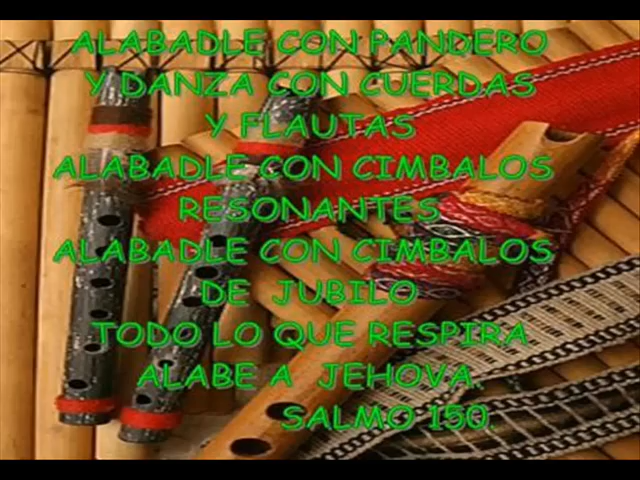 ALABADLE CON PANDERO
Y DANZA CON CUERDAS
Y FLAUTAS
ALABADLE CON CIMBALOS
RESONANTES
ALABADLE CON CIMBALOS
DE JUBILO
TODO LO QUE RESPIRA
ALABE A JEHOVA.
SALMO 150.